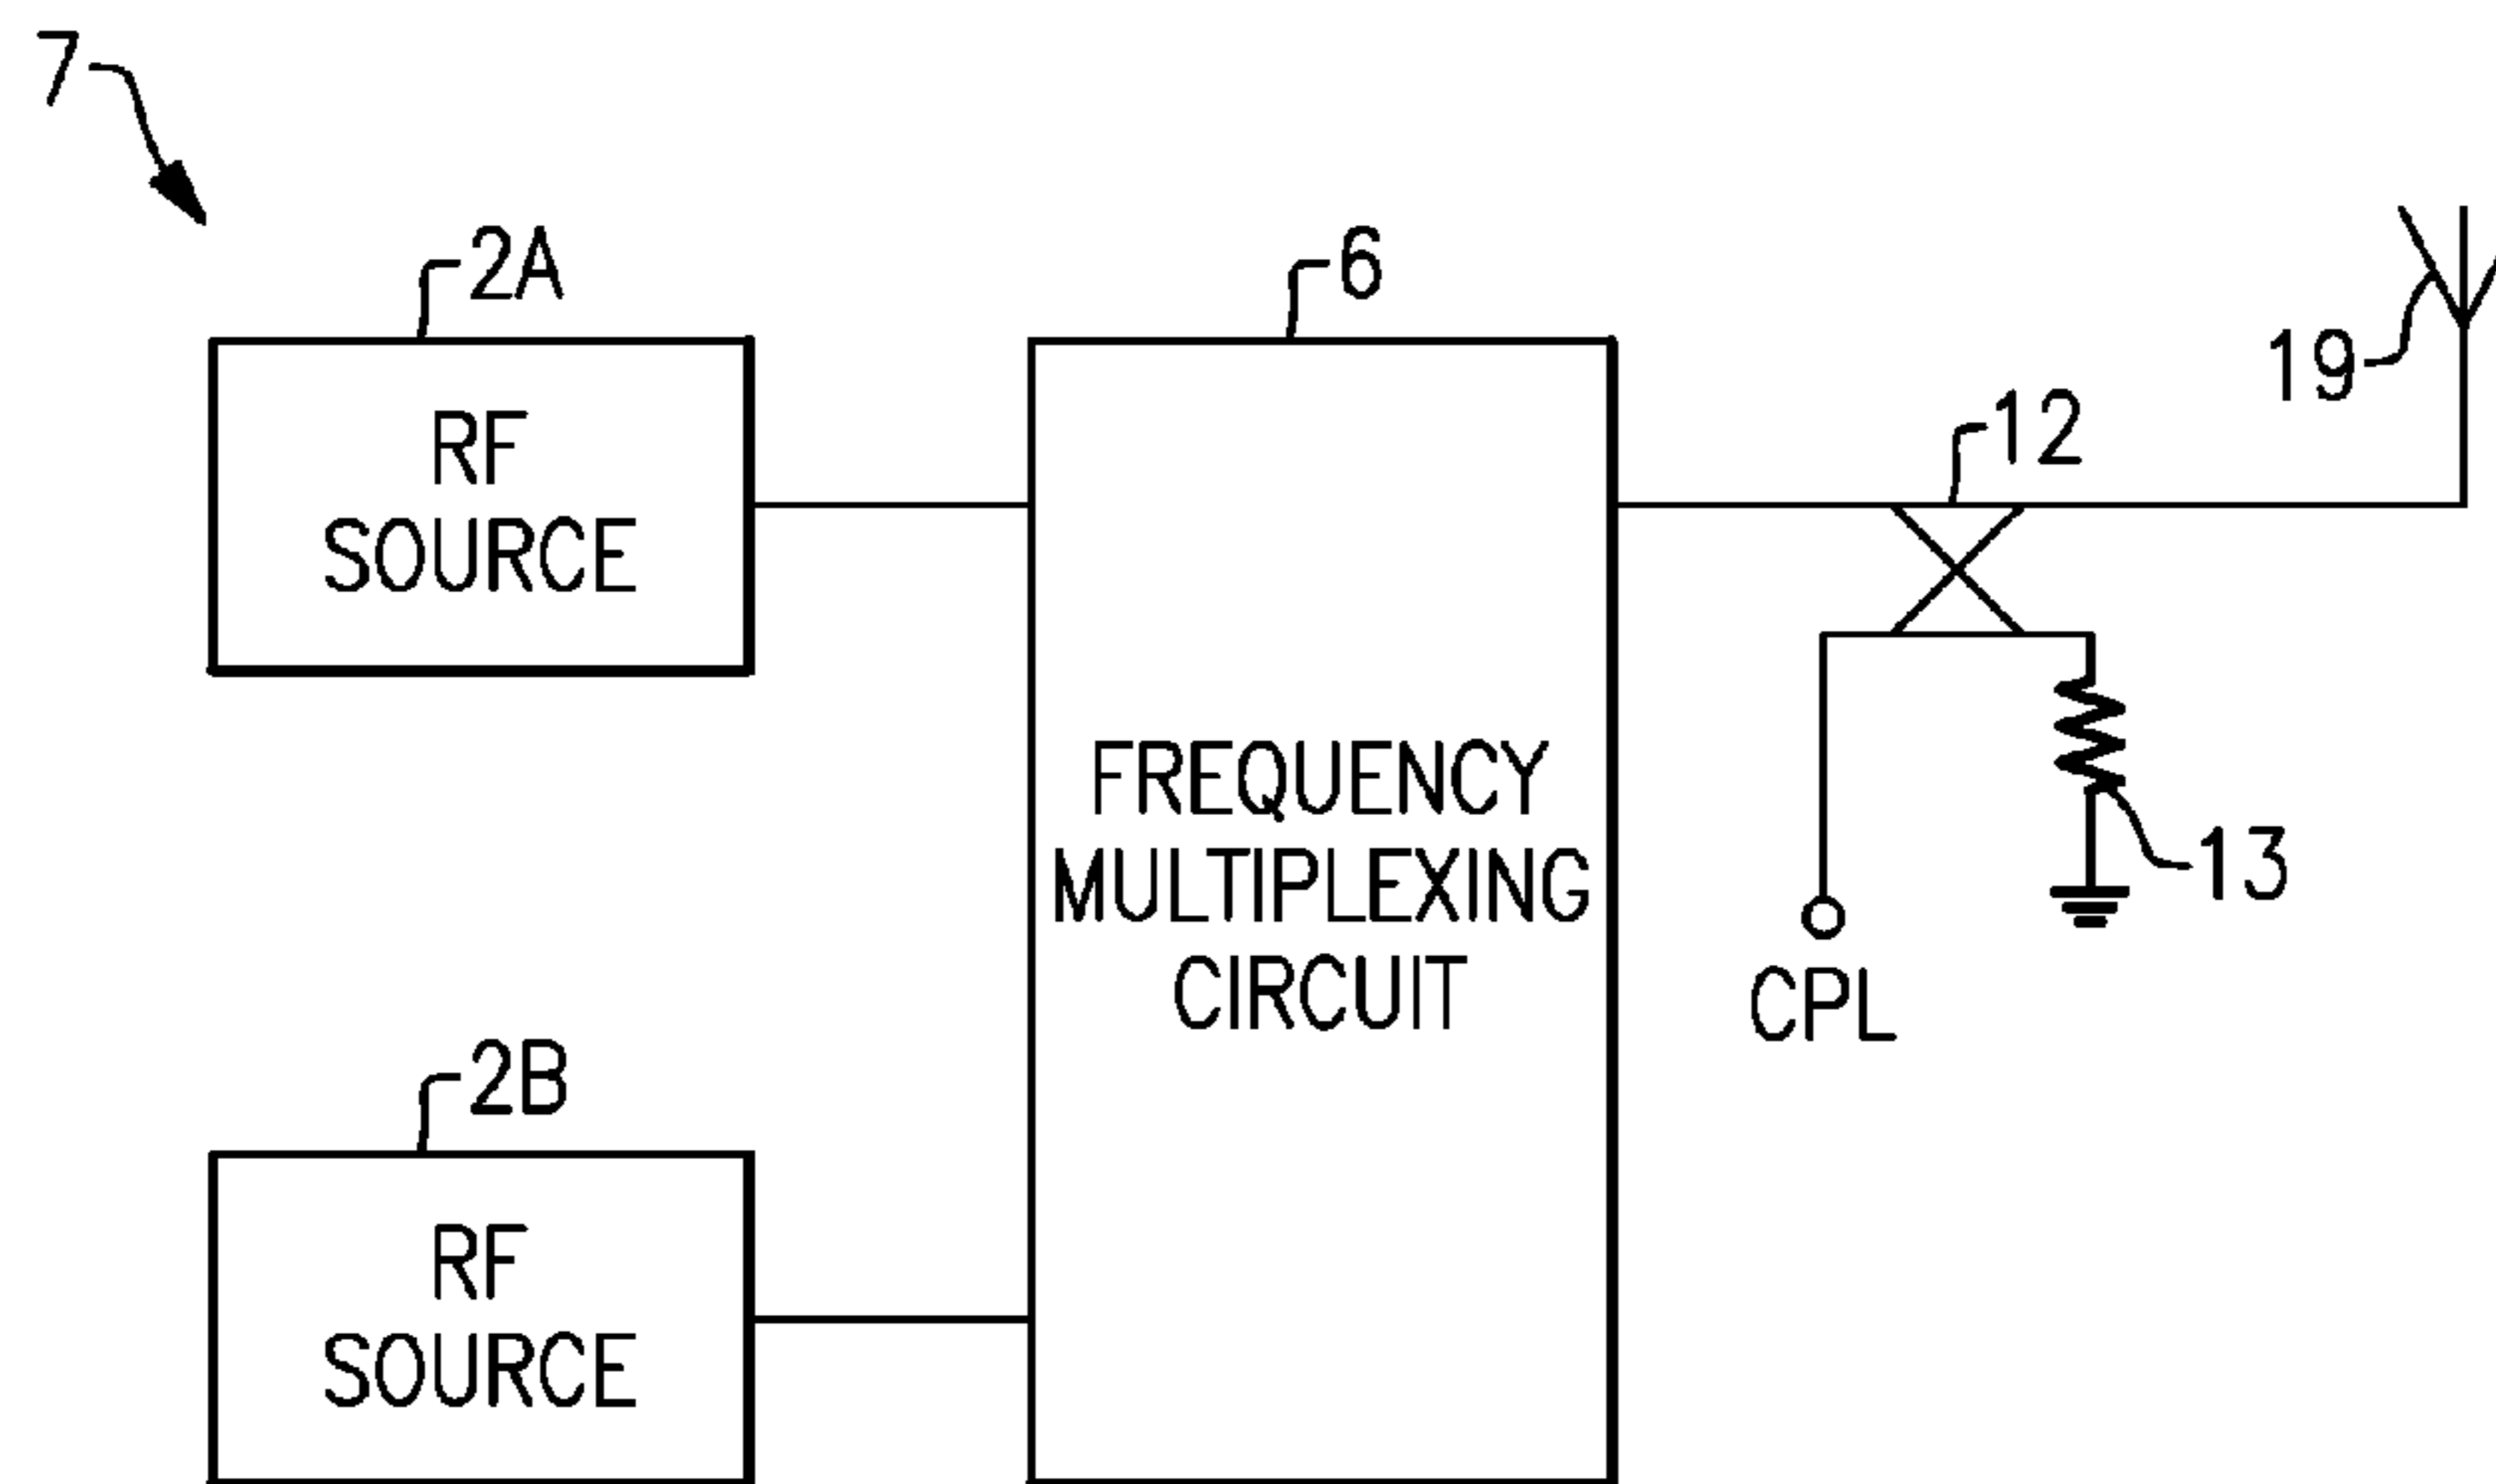 7
2A
6
19
12
RF
SOURCE
FREQUENCY
MULTIPLEXING
CIRCUIT
13
CPL
2B
RF
SOURCE